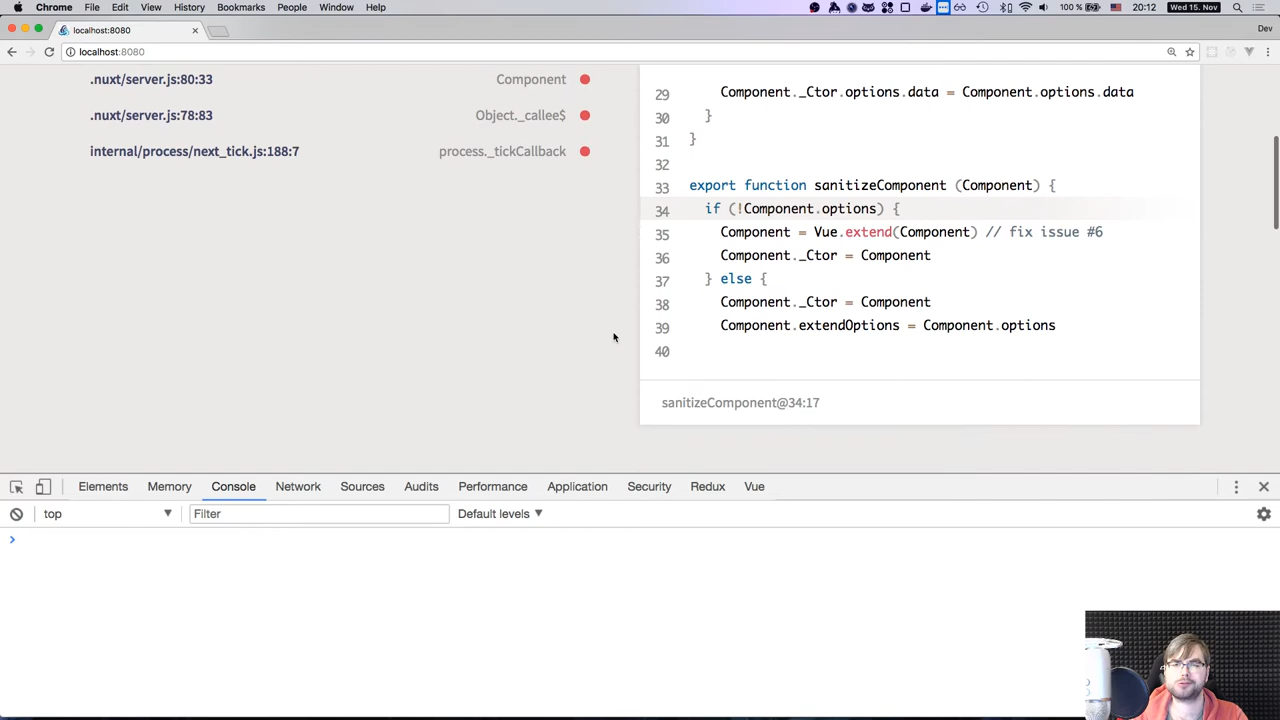 Chrome File Edit View History Bookmarks People Window Help 100 % 20:12 Wed 15. Nov
localhost:8080 × Dev
localhost:8080
.nuxt/server.js:80:33 Component
.nuxt/server.js:78:83 Object._callee$
internal/process/next_tick.js:188:7 process._tickCallback
29 Component._Ctor.options.data = Component.options.data
30 }
31 }
32
33 export function sanitizeComponent (Component) {
34 if (!Component.options) {
35 Component = Vue.extend(Component) // fix issue #6
36 Component._Ctor = Component
37 } else {
38 Component._Ctor = Component
39 Component.extendOptions = Component.options
40
sanitizeComponent@34:17
Elements Memory Console Network Sources Audits Performance Application Security Redux Vue
top Filter Default levels